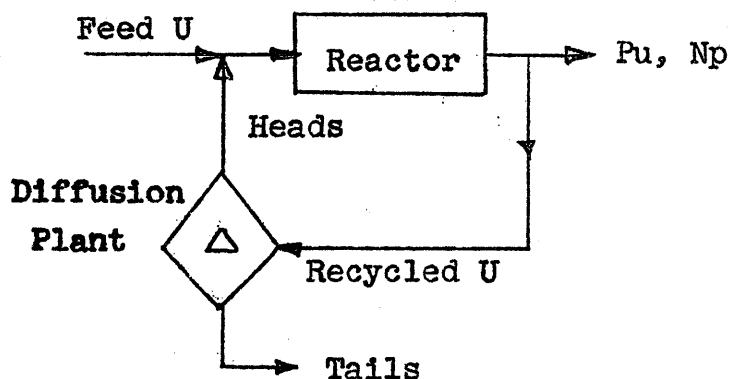 Feed U
Reactor
Pu, Np
Heads
Diffusion
Plant
Δ
Recycled U
Tails